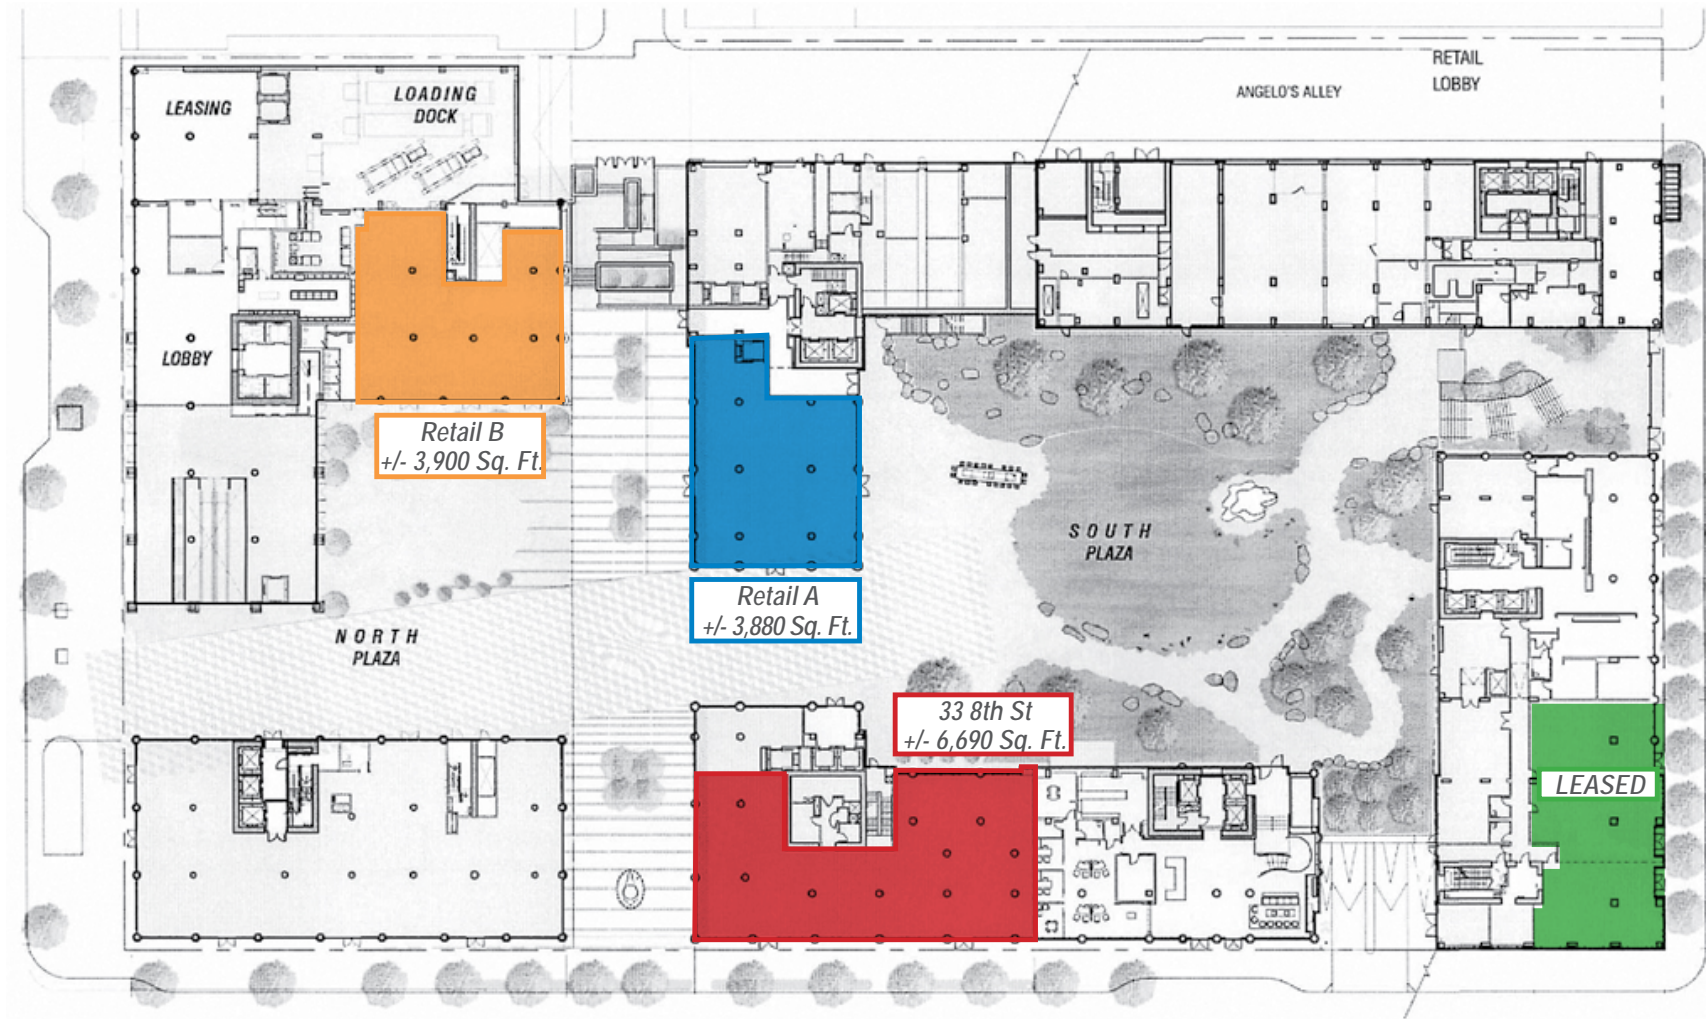 RETAIL
LOBBY
ANGELO'S ALLEY
LEASING
LOADING
DOCK
LOBBY
Retail B
+/- 3,900 Sq. Ft.
SOUTH
PLAZA
Retail A
+/- 3,880 Sq. Ft.
NORTH
PLAZA
33 8th St
+/- 6,690 Sq. Ft.
LEASED